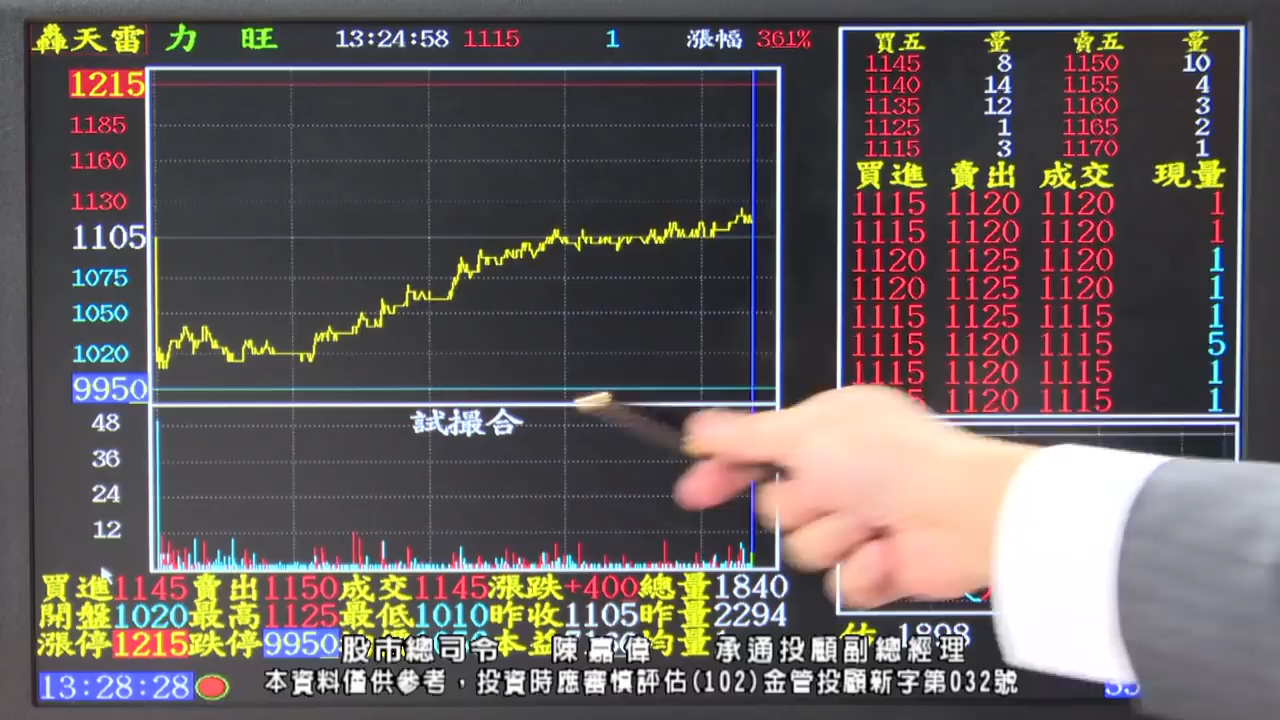 轟天雷 力 旺 13:24:58 1115 1 漲幅 361%
1215
1185
1160
1130
1105
1075
1050
1020
9950
試撮合
48
36
24
12
買五 量 賣五 量
1145 8 1150 10
1140 14 1155 4
1135 12 1160 3
1125 1 1165 2
1115 3 1170 1
買進 賣出 成交 現量
1115 1120 1120 1
1115 1120 1120 1
1120 1125 1120 1
1120 1125 1120 1
1115 1125 1115 1
1115 1120 1115 5
1115 1120 1115 1
1115 1120 1115 1
買進1145賣出1150成交1145漲跌+400總量1840
開盤1020最高1125最低1010昨收1105昨量2294
漲停1215跌停9950 本益 均量 估 1898
股市總司令 陳嘉偉 承通投顧副總經理
13:28:28
本資料僅供參考，投資時應審慎評估(102)金管投顧新字第032號